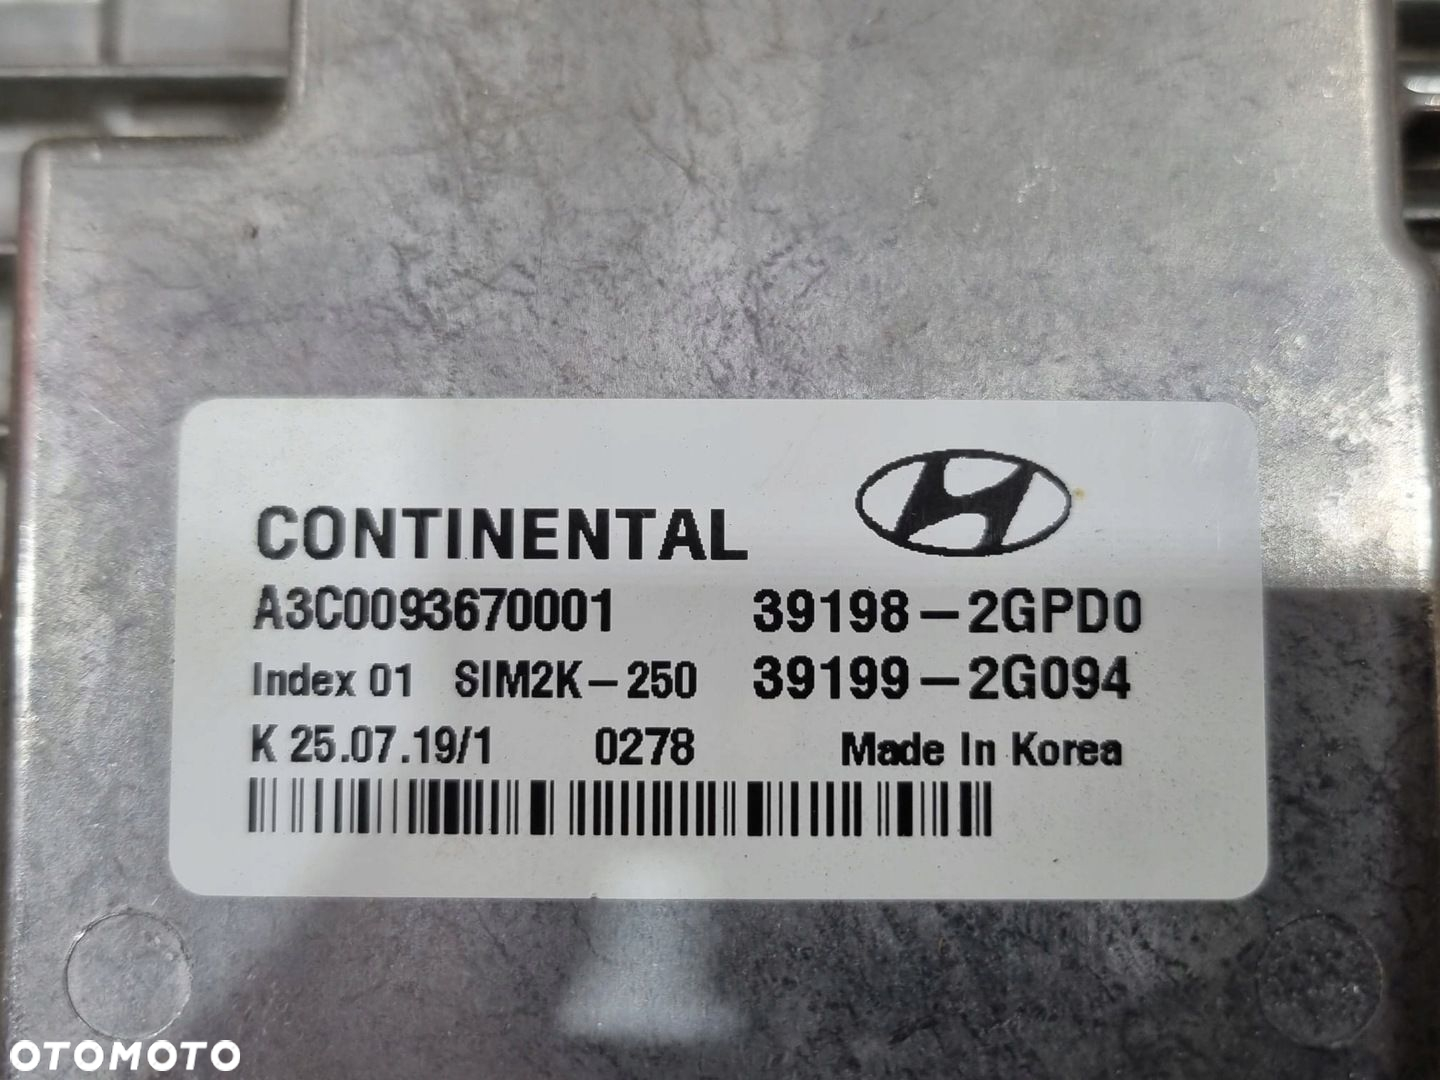 CONTINENTAL
A3C0093670001 39198-2GPD0
Index 01 SIM2K-250 39199-2G094
K 25.07.19/1 0278 Made In Korea
OTOMOTO